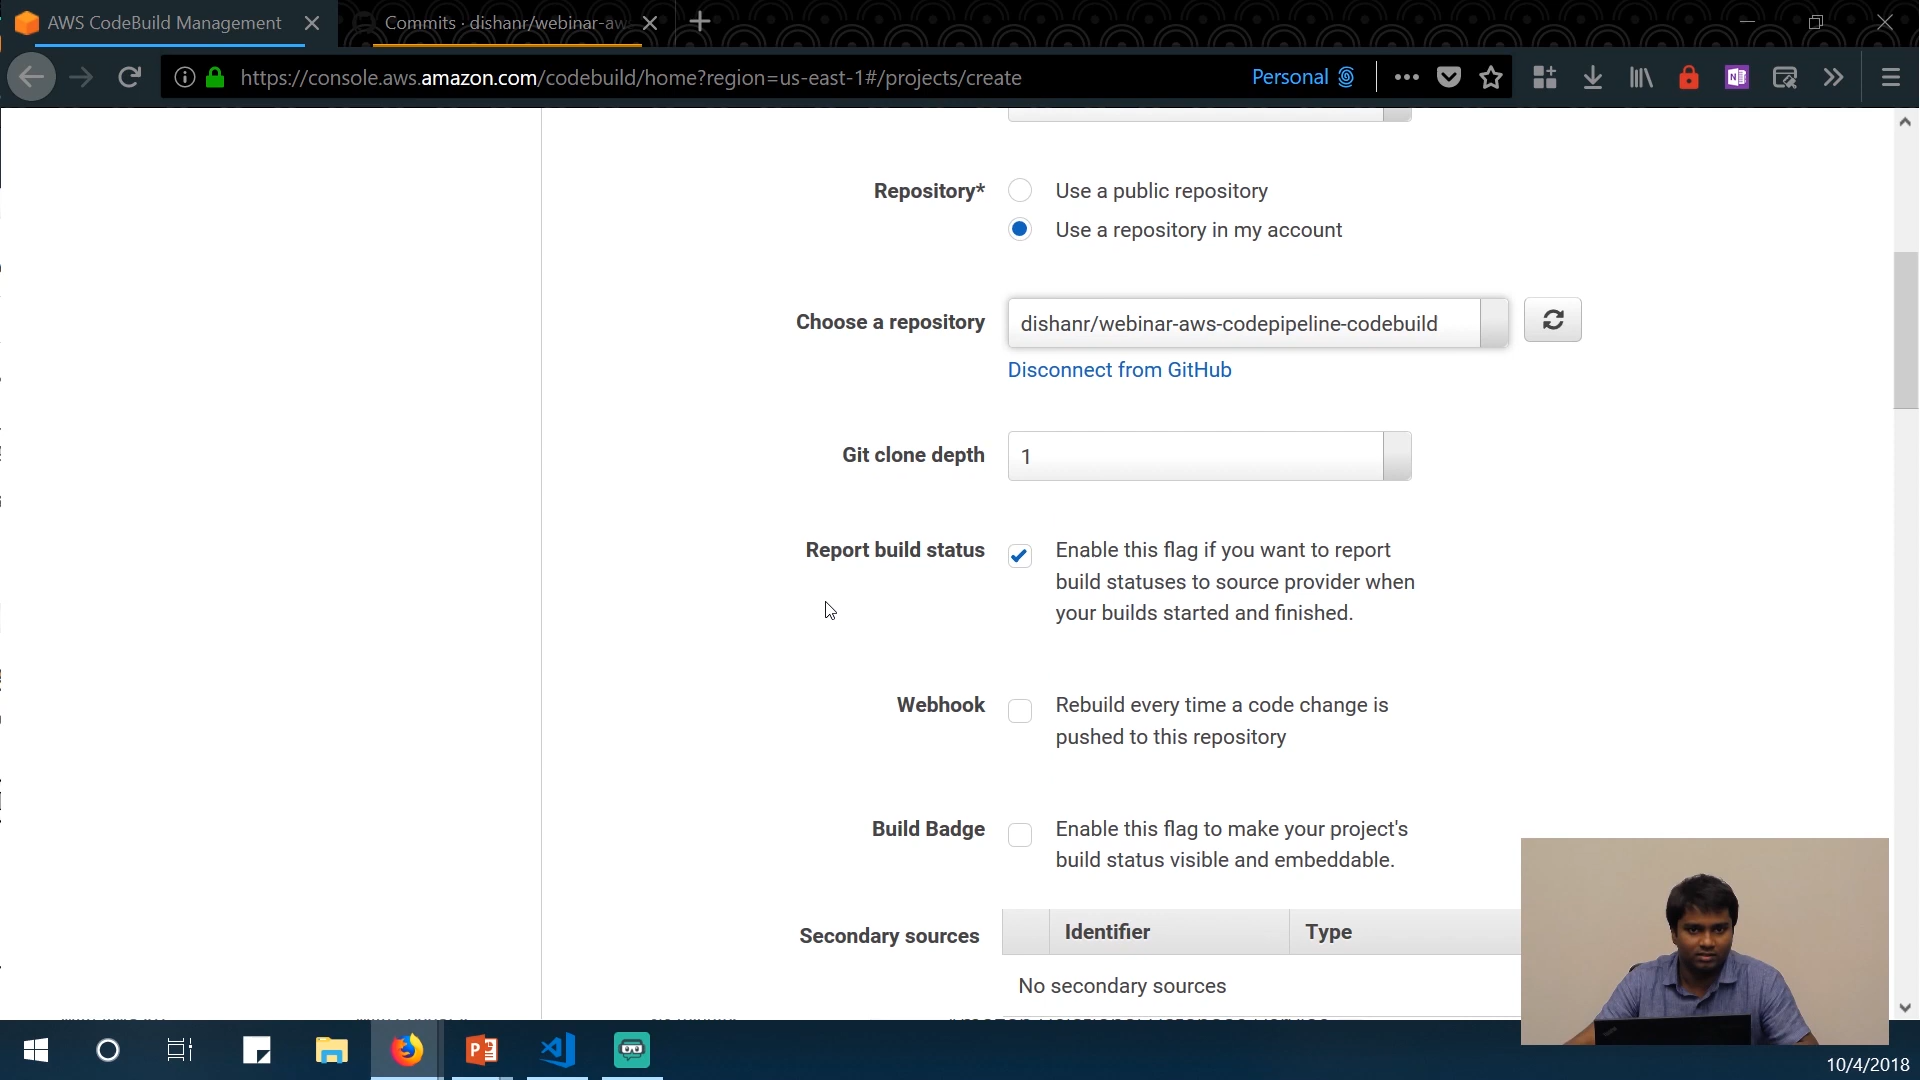 AWS CodeBuild Management
Commits · dishanr/webinar-aw
https://console.aws.amazon.com/codebuild/home?region=us-east-1#/projects/create
Personal
Repository*
Use a public repository
Use a repository in my account
Choose a repository
dishanr/webinar-aws-codepipeline-codebuild
Disconnect from GitHub
Git clone depth
1
Report build status
Enable this flag if you want to report
build statuses to source provider when
your builds started and finished.
Webhook
Rebuild every time a code change is
pushed to this repository
Build Badge
Enable this flag to make your project's
build status visible and embeddable.
Secondary sources
Identifier
Type
No secondary sources
10/4/2018